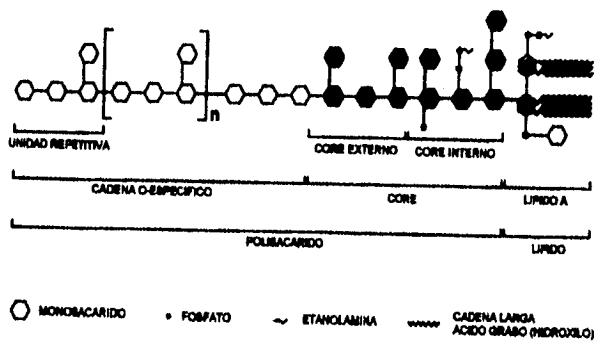 n
UNIDAD REPETITIVA
CORE EXTERNO
CORE INTERNO
CADENA O-ESPECIFICO
CORE
LIPIDO A
POLISACARIDO
LIPIDO
MONOSACARIDO
FOSFATO
ETANOLAMINA
CADENA LARGA
ACIDO GRASO (HIDROXILO)